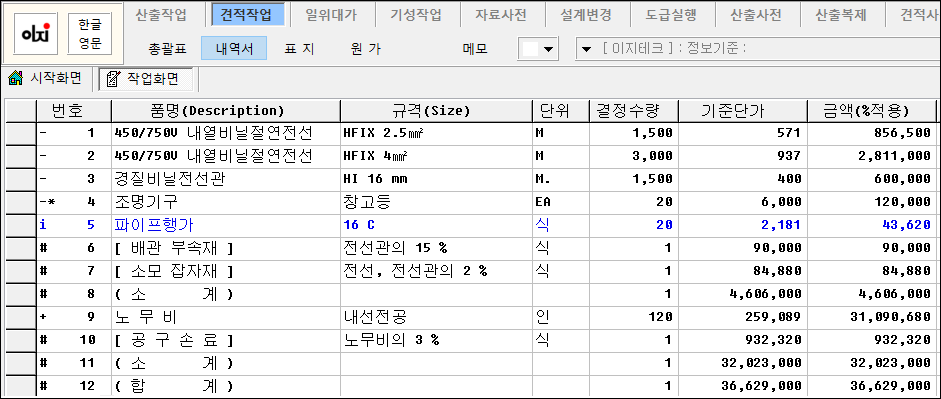 이지 한글 영문
산출작업 견적작업 일위대가 기성작업 자료사전 설계변경 도급실행 산출사전 산출복제 견적사
총괄표 내역서 표 지 원 가 메모 [ 이지테크 ] : 정보기준 :
시작화면 작업화면
번호 품명(Description) 규격(Size) 단위 결정수량 기준단가 금액(%적용)
- 1 450/750V 내열비닐절연전선 HFIX 2.5㎟ M 1,500 571 856,500
- 2 450/750V 내열비닐절연전선 HFIX 4㎟ M 3,000 937 2,811,000
- 3 경질비닐전선관 HI 16 mm M. 1,500 400 600,000
-* 4 조명기구 창고등 EA 20 6,000 120,000
i 5 파이프행가 16 C 식 20 2,181 43,620
# 6 [ 배관 부속재 ] 전선관의 15 % 식 1 90,000 90,000
# 7 [ 소모 잡자재 ] 전선, 전선관의 2 % 식 1 84,880 84,880
# 8 ( 소 계 ) 1 4,606,000 4,606,000
+ 9 노 무 비 내선전공 인 120 259,089 31,090,680
# 10 [ 공 구 손 료 ] 노무비의 3 % 식 1 932,320 932,320
# 11 ( 소 계 ) 1 32,023,000 32,023,000
# 12 ( 합 계 ) 1 36,629,000 36,629,000